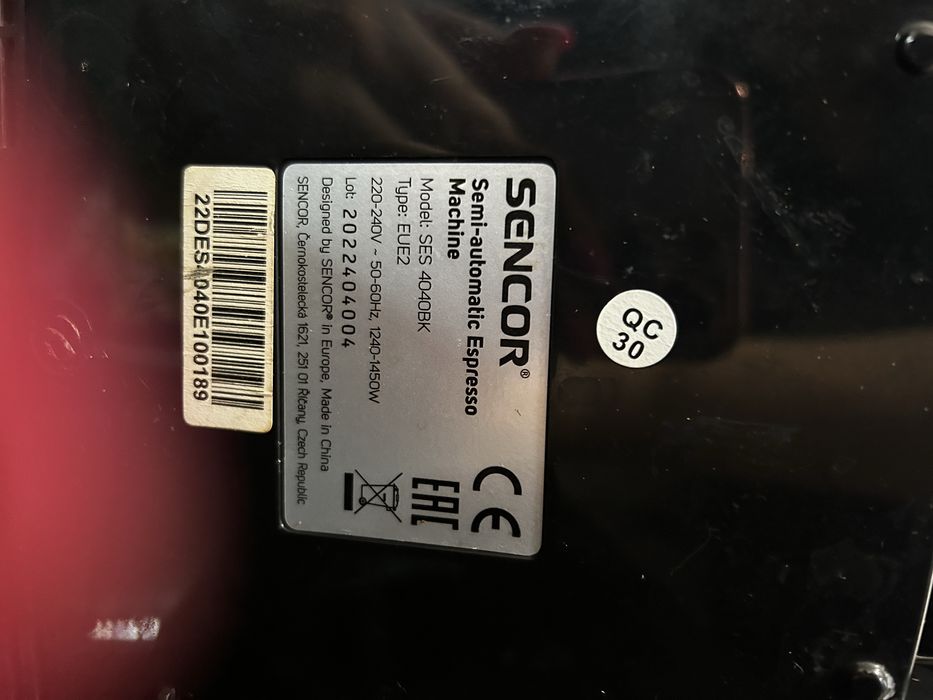 SENCOR®
Semi-automatic Espresso
Machine
Model: SES 4040BK
Type: EUE2
220-240V ~ 50-60Hz, 1240-1450W
Lot: 2022404004
Designed by SENCOR® in Europe, Made in China
SENCOR, Černokostelecká 1621, 251 01 Říčany, Czech Republic
CE
EAC
22DES4040E100189
QC
30